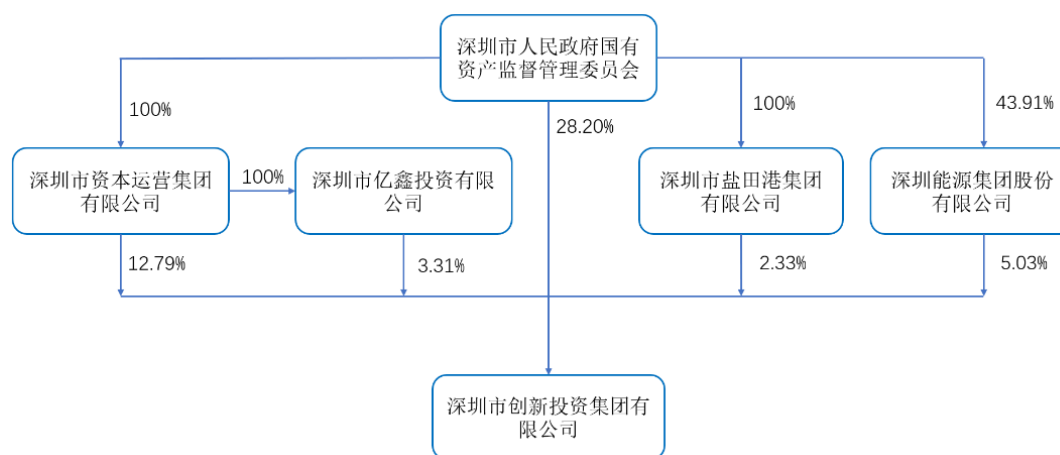 深圳市人民政府国有
资产监督管理委员会
100%
28.20%
100%
43.91%
深圳市资本运营集团
有限公司
100%
深圳市亿鑫投资有限
公司
深圳市盐田港集团
有限公司
深圳能源集团股份
有限公司
12.79%
3.31%
2.33%
5.03%
深圳市创新投资集团有
限公司